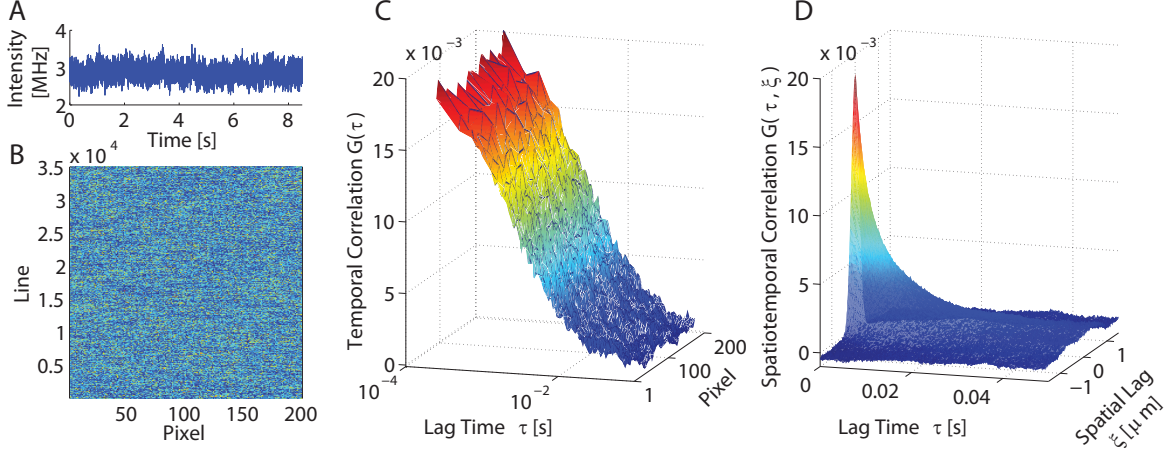 A
Intensity
[MHz]
4
3
2
0 2 4 6 8
Time [s]
B
x 10⁴
3.5
3
2.5
2
1.5
1
0.5
Line
50 100 150 200
Pixel
C
x 10⁻³
20
15
10
5
0
Temporal Correlation G(τ)
10⁻⁴ 10⁻² 1
Lag Time τ [s]
1 100 200
Pixel
D
x 10⁻³
20
15
10
5
0
Spatiotemporal Correlation G(τ, ξ)
0 0.02 0.04
Lag Time τ [s]
−1 0 1
Spatial Lag
ξ [μ m]